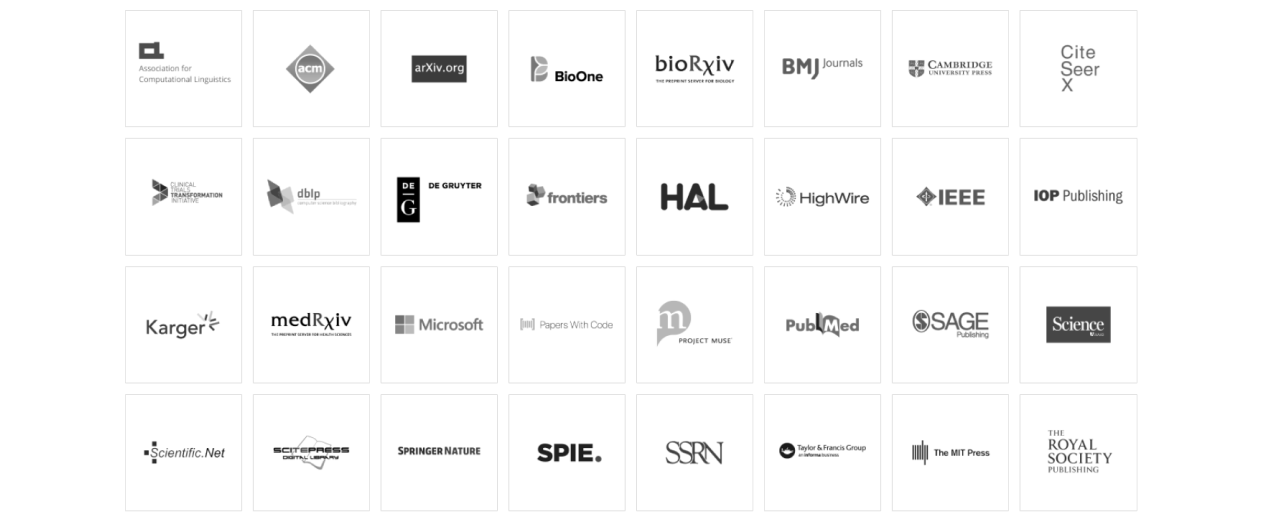 Association for
Computational Linguistics
acm
arXiv.org
BioOne
bioRxiv
THE PREPRINT SERVER FOR BIOLOGY
BMJ Journals
CAMBRIDGE
UNIVERSITY PRESS
Cite
Seer
X
CLINICAL
TRIALS
TRANSFORMATION
INITIATIVE
dblp
computer science bibliography
DE
G
DE GRUYTER
frontiers
HAL
HighWire
IEEE
IOP Publishing
Karger
medRxiv
THE PREPRINT SERVER FOR HEALTH SCIENCES
Microsoft
Papers With Code
m
PROJECT MUSE
PubMed
SAGE
Publishing
Science
Scientific.Net
SCITEPRESS
DIGITAL LIBRARY
SPRINGER NATURE
SPIE.
SSRN
Taylor & Francis Group
an informa business
The MIT Press
THE
ROYAL
SOCIETY
PUBLISHING